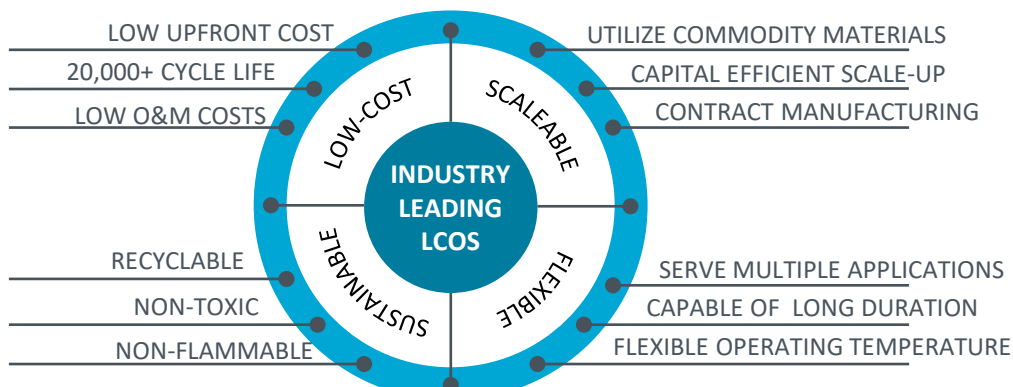 LOW UPFRONT COST
20,000+ CYCLE LIFE
LOW O&M COSTS
LOW-COST
SCALEABLE
UTILIZE COMMODITY MATERIALS
CAPITAL EFFICIENT SCALE-UP
CONTRACT MANUFACTURING
INDUSTRY
LEADING
LCOS
RECYCLABLE
NON-TOXIC
NON-FLAMMABLE
SUSTAINABLE
FLEXIBLE
SERVE MULTIPLE APPLICATIONS
CAPABLE OF  LONG DURATION
FLEXIBLE OPERATING TEMPERATURE